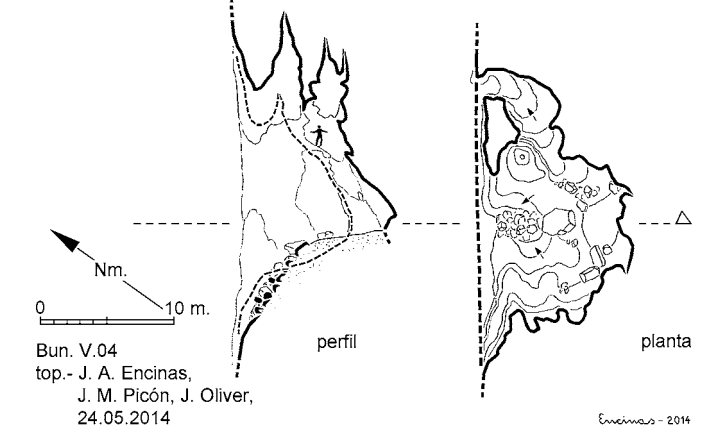 Nm.
0 10 m.
Bun. V.04
top.- J. A. Encinas,
J. M. Picón, J. Oliver,
24.05.2014
perfil
planta
Encinas - 2014